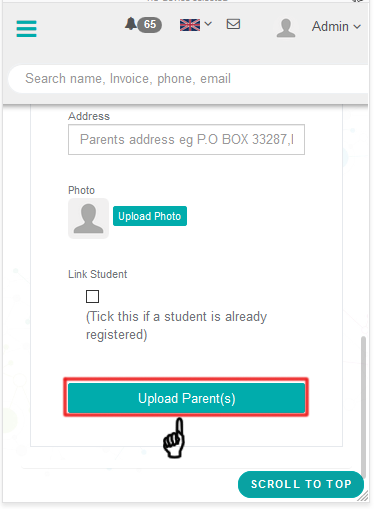 65
Admin
Search name, Invoice, phone, email
Address
Parents address eg P.O BOX 33287,I
Photo
Upload Photo
Link Student
(Tick this if a student is already
registered)
Upload Parent(s)
SCROLL TO TOP